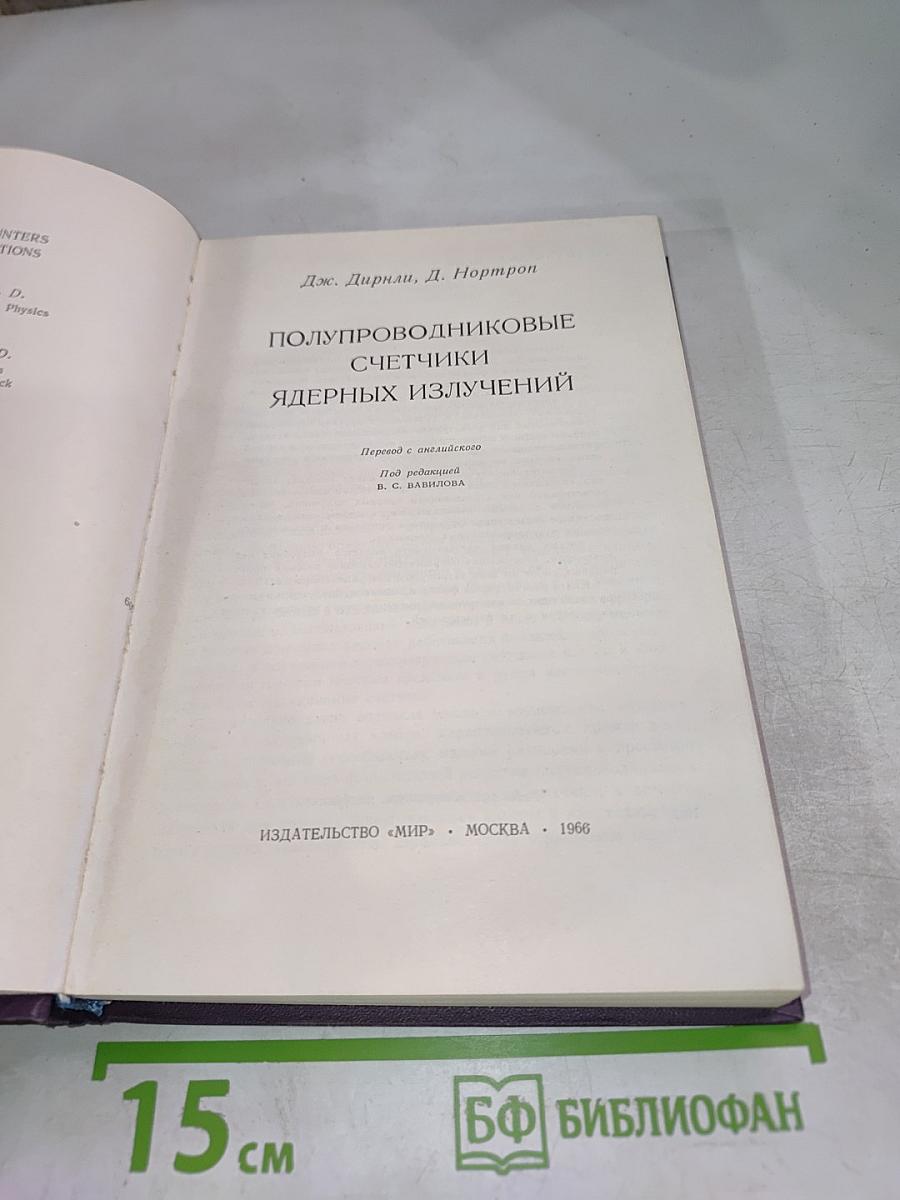 UNTERS
TIONS
D.
Physics
D.
ck
Дж. Дирнли, Д. Нортроп
ПОЛУПРОВОДНИКОВЫЕ
СЧЕТЧИКИ
ЯДЕРНЫХ ИЗЛУЧЕНИЙ
Перевод с английского
Под редакцией
В. С. ВАВИЛОВА
ИЗДАТЕЛЬСТВО «МИР» • МОСКВА • 1966
15 см
БФ БИБЛИОФАН